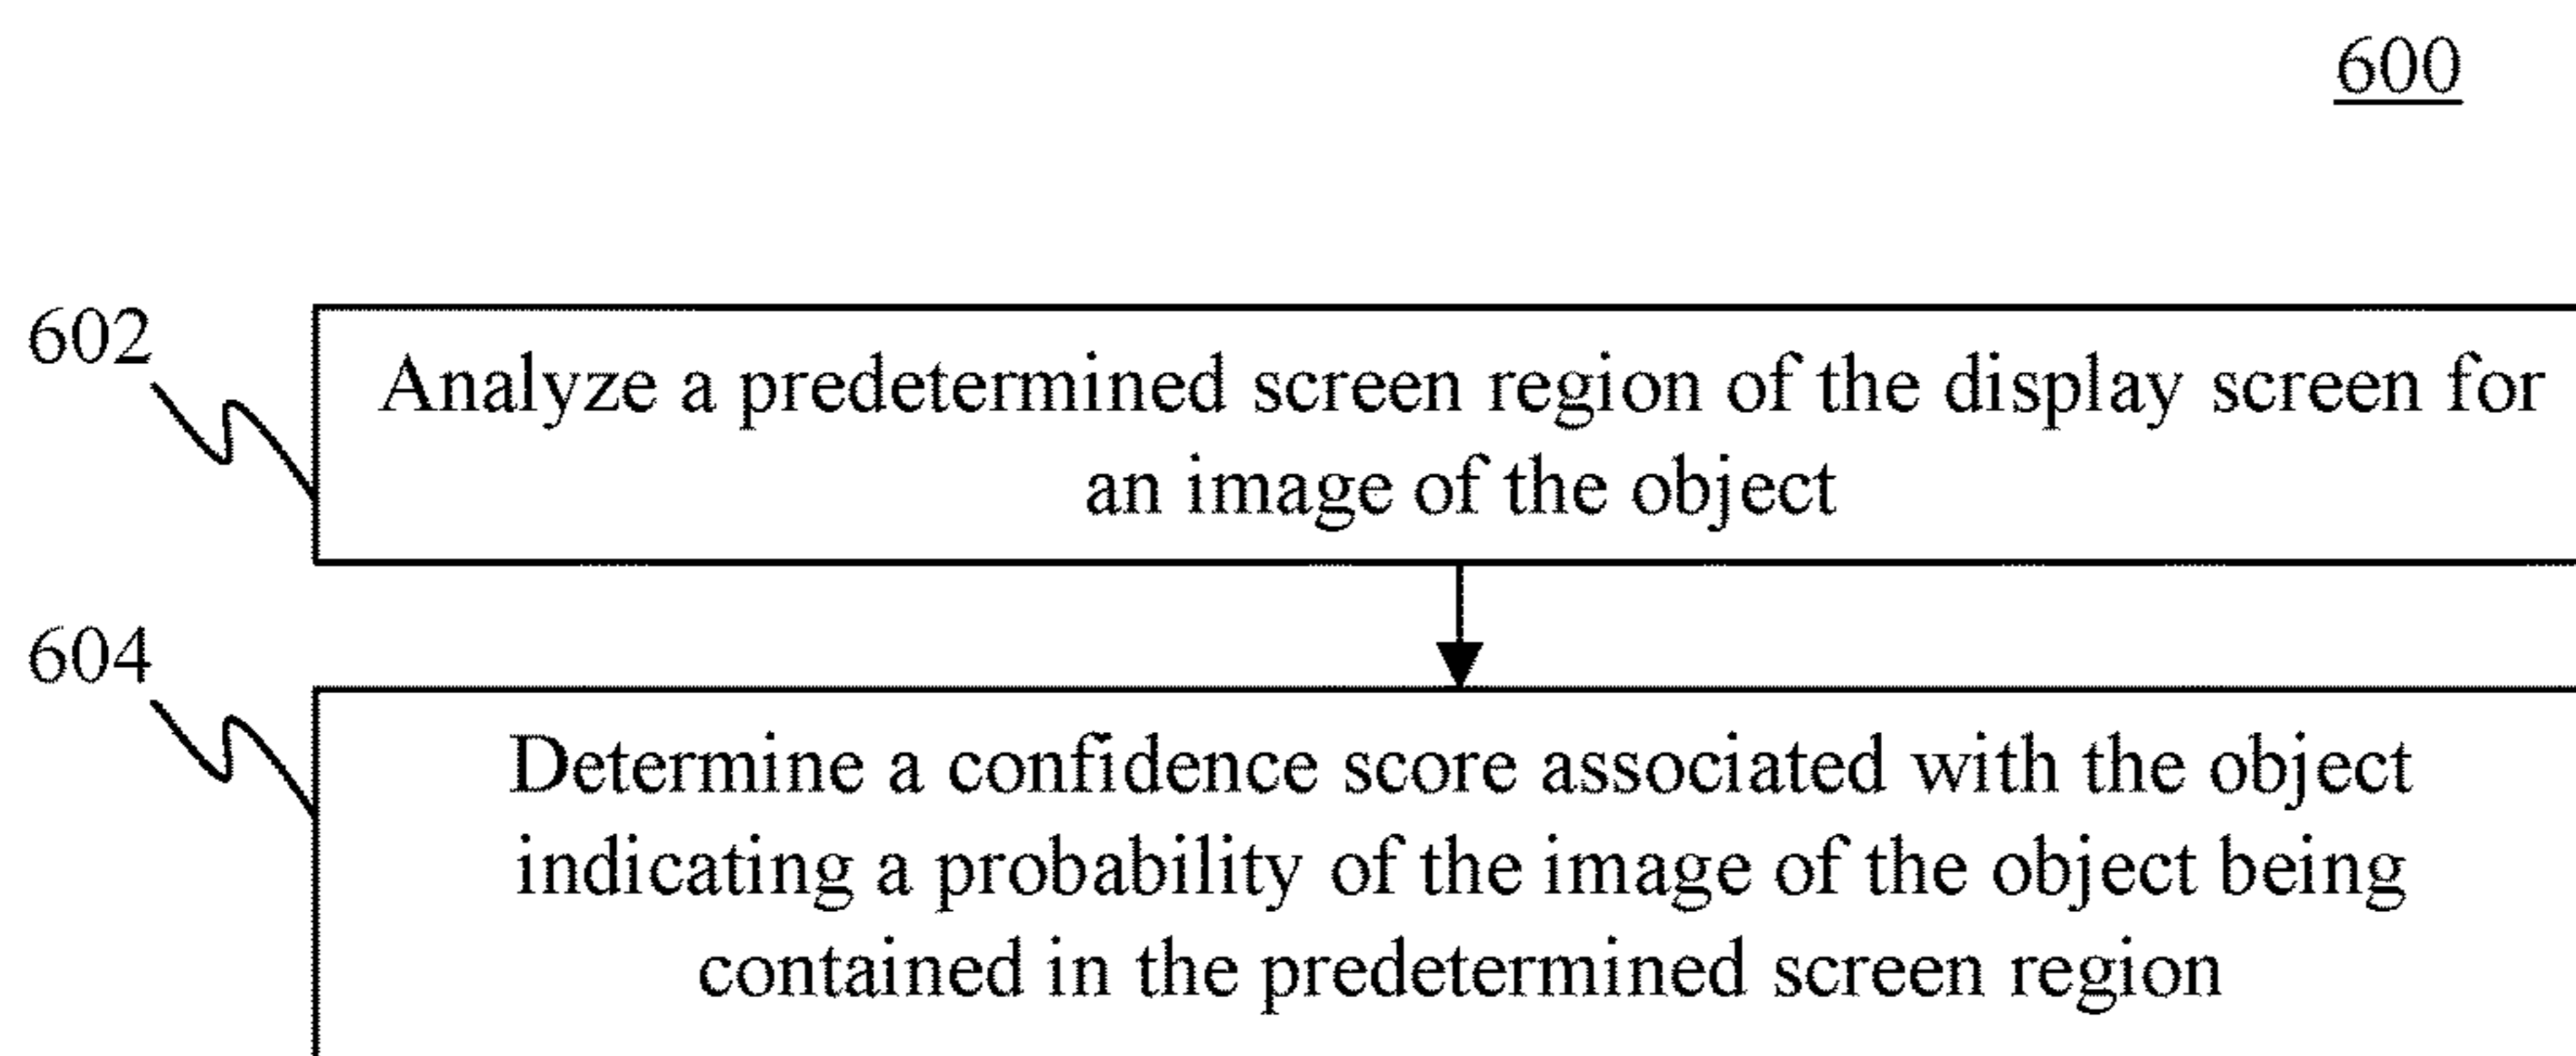 600
602
Analyze a predetermined screen region of the display screen for
an image of the object
604
Determine a confidence score associated with the object
indicating a probability of the image of the object being
contained in the predetermined screen region